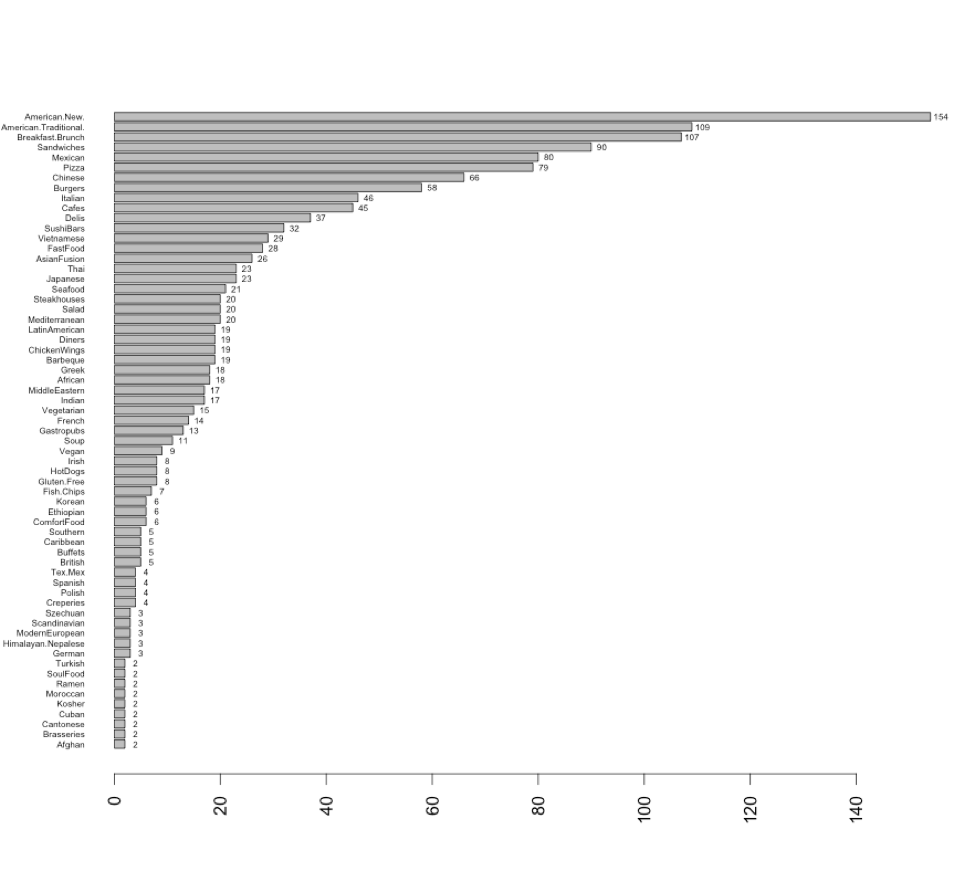 American.New. 154
American.Traditional. 109
Breakfast.Brunch 107
Sandwiches 90
Mexican 80
Pizza 79
Chinese 66
Burgers 58
Italian 46
Cafes 45
Delis 37
SushiBars 32
Vietnamese 29
FastFood 28
AsianFusion 26
Thai 23
Japanese 23
Seafood 21
Steakhouses 20
Salad 20
Mediterranean 20
LatinAmerican 19
Diners 19
ChickenWings 19
Barbeque 19
Greek 18
African 18
MiddleEastern 17
Indian 17
Vegetarian 15
French 14
Gastropubs 13
Soup 11
Vegan 9
Irish 8
HotDogs 8
Gluten.Free 8
Fish.Chips 7
Korean 6
Ethiopian 6
ComfortFood 6
Southern 5
Caribbean 5
Buffets 5
British 5
Tex.Mex 4
Spanish 4
Polish 4
Creperies 4
Szechuan 3
Scandinavian 3
ModernEuropean 3
Himalayan.Nepalese 3
German 3
Turkish 2
SoulFood 2
Ramen 2
Moroccan 2
Kosher 2
Cuban 2
Cantonese 2
Brasseries 2
Afghan 2
0 20 40 60 80 100 120 140